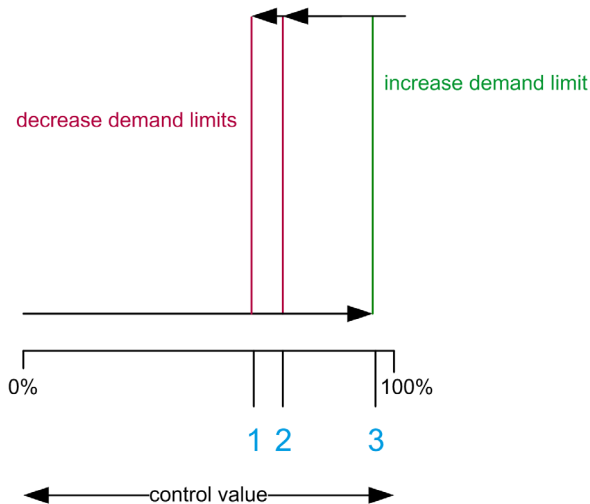 increase demand limit
decrease demand limits
0%
100%
1
2
3
control value